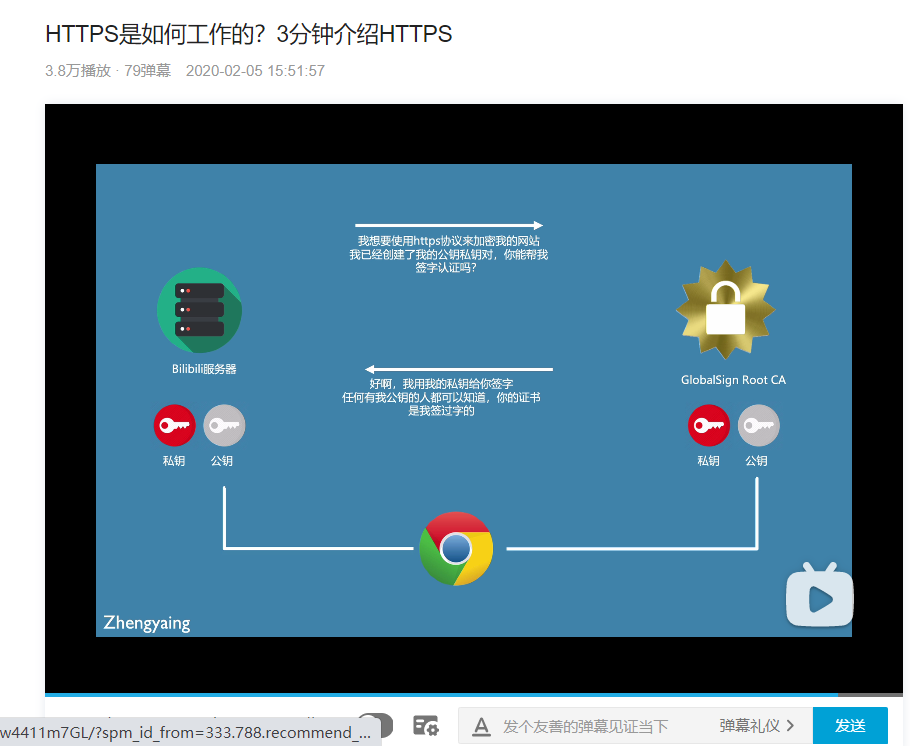 HTTPS是如何工作的？3分钟介绍HTTPS
3.8万播放 · 79弹幕 2020-02-05 15:51:57
我想要使用https协议来加密我的网站
我已经创建了我的公钥私钥对，你能帮我
签字认证吗？
Bilibili服务器
GlobalSign Root CA
好啊，我用我的私钥给你签字
任何有我公钥的人都可以知道，你的证书
是我签过字的
私钥 公钥
私钥 公钥
Zhengyaing
w4411m7GL/?spm_id_from=333.788.recommend_...
A 发个友善的弹幕见证当下 弹幕礼仪 发送